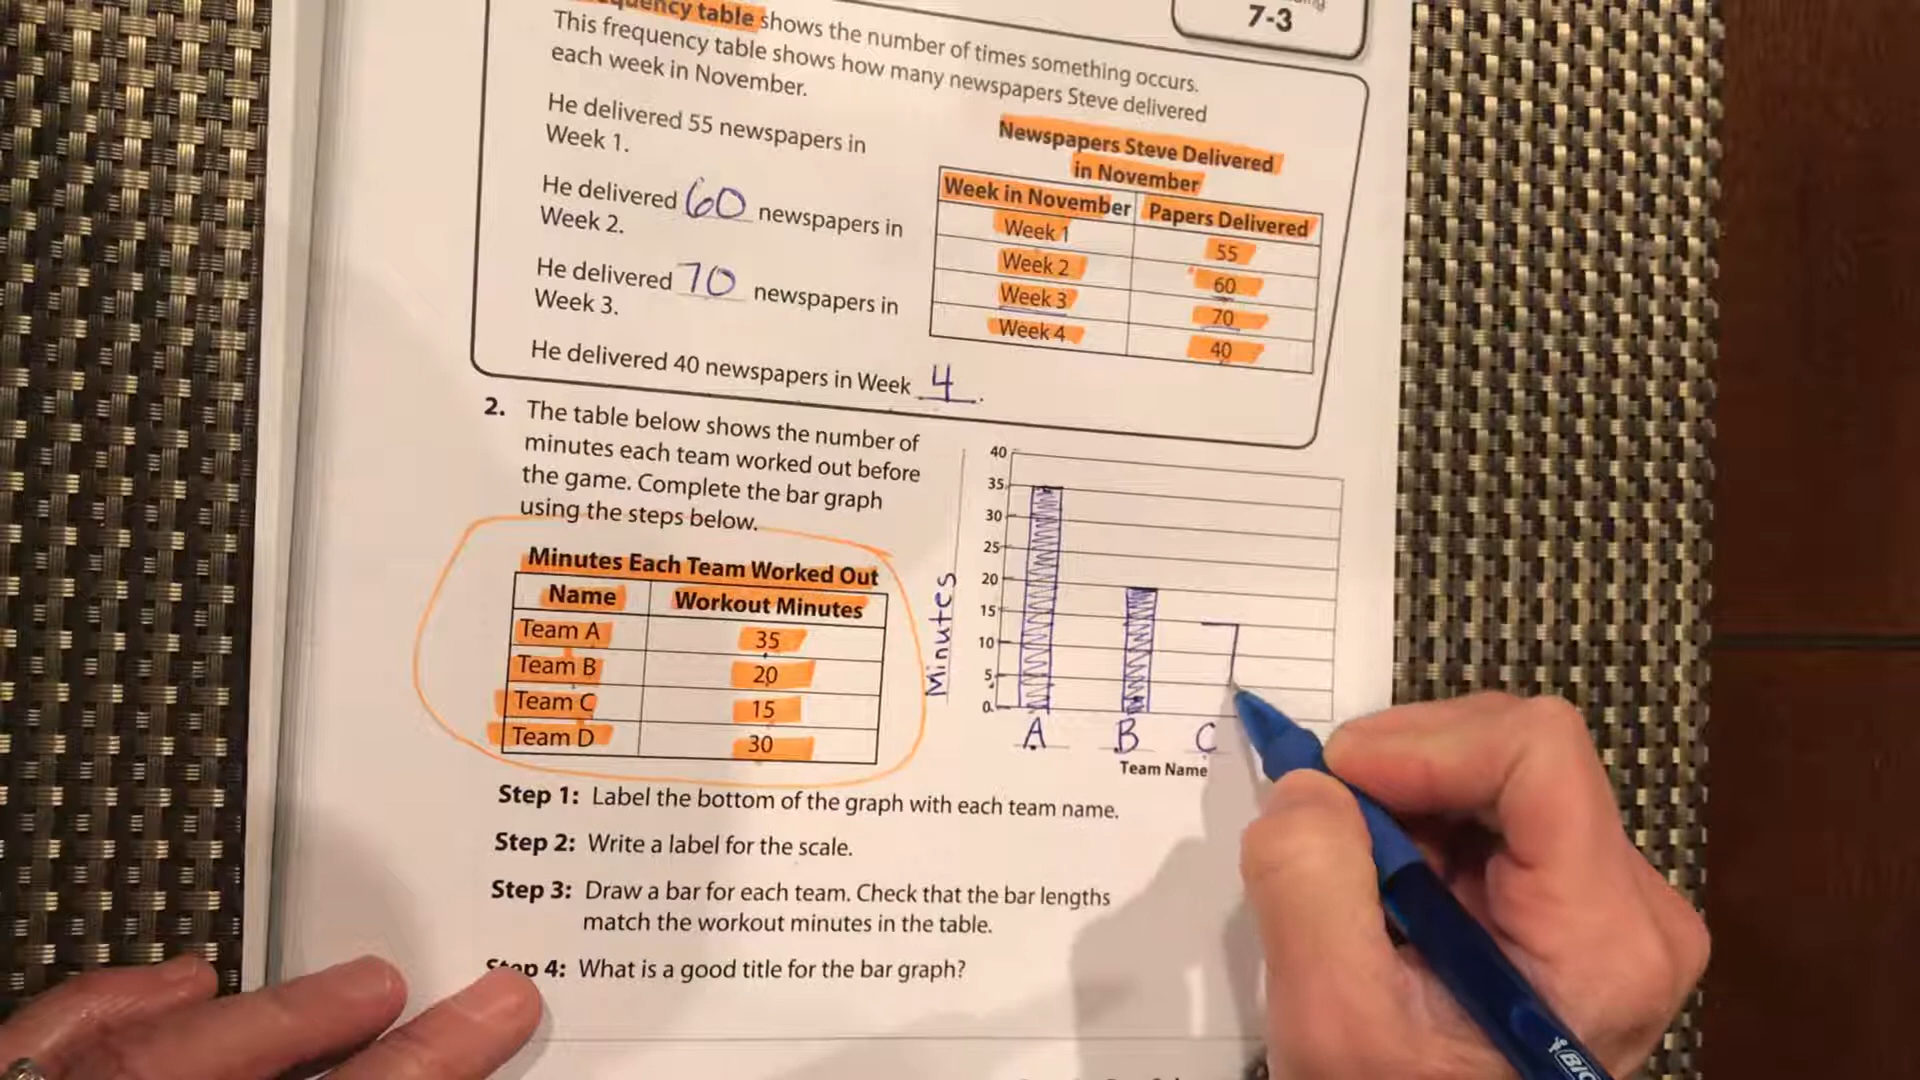 quency table shows the number of times something occurs.
This frequency table shows how many newspapers Steve delivered
each week in November.
7-3
He delivered 55 newspapers in
Week 1.
He delivered 60 newspapers in
Week 2.
He delivered 70 newspapers in
Week 3.
He delivered 40 newspapers in Week 4.
Newspapers Steve Delivered
in November
Week in November Papers Delivered
Week 1 55
Week 2 60
Week 3 70
Week 4 40
2. The table below shows the number of
minutes each team worked out before
the game. Complete the bar graph
using the steps below.
Minutes Each Team Worked Out
Name Workout Minutes
Team A 35
Team B 20
Team C 15
Team D 30
Minutes
40
35
30
25
20
15
10
5
0
A B C
Team Name
Step 1: Label the bottom of the graph with each team name.
Step 2: Write a label for the scale.
Step 3: Draw a bar for each team. Check that the bar lengths
match the workout minutes in the table.
Step 4: What is a good title for the bar graph?
BIC